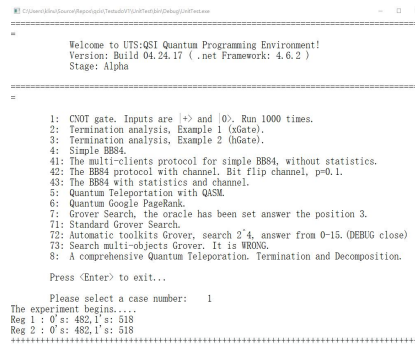 C:\Users\klinu\Source\Repos\qsi\TestudoVT\UnRTest\bin\Debug\UnRTest.exe
=
Welcome to UTS:QSI Quantum Programming Environment!
Version: Build 04.24.17 ( .net Framework: 4.6.2 )
Stage: Alpha
=
1: CNOT gate. Inputs are |+> and |0>. Run 1000 times.
2: Termination analysis, Example 1 (xGate).
3: Termination analysis, Example 2 (hGate).
4: Simple BB84.
41: The multi-clients protocol for simple BB84, without statistics.
42: The BB84 protocol with channel. Bit flip channel, p=0.1.
43: The BB84 with statistics and channel.
5: Quantum Teleportation with QASM.
6: Quantum Google PageRank.
7: Grover Search, the oracle has been set answer the position 3.
71: Standard Grover Search.
72: Automatic toolkits Grover, search 2^4, answer from 0-15.(DEBUG close)
73: Search multi-objects Grover. It is WRONG.
8: A comprehensive Quantum Teleporation. Termination and Decomposition.
Press <Enter> to exit...
Please select a case number: 1
The experiment begins.....
Reg 1 : 0's: 482,1's: 518
Reg 2 : 0's: 482,1's: 518